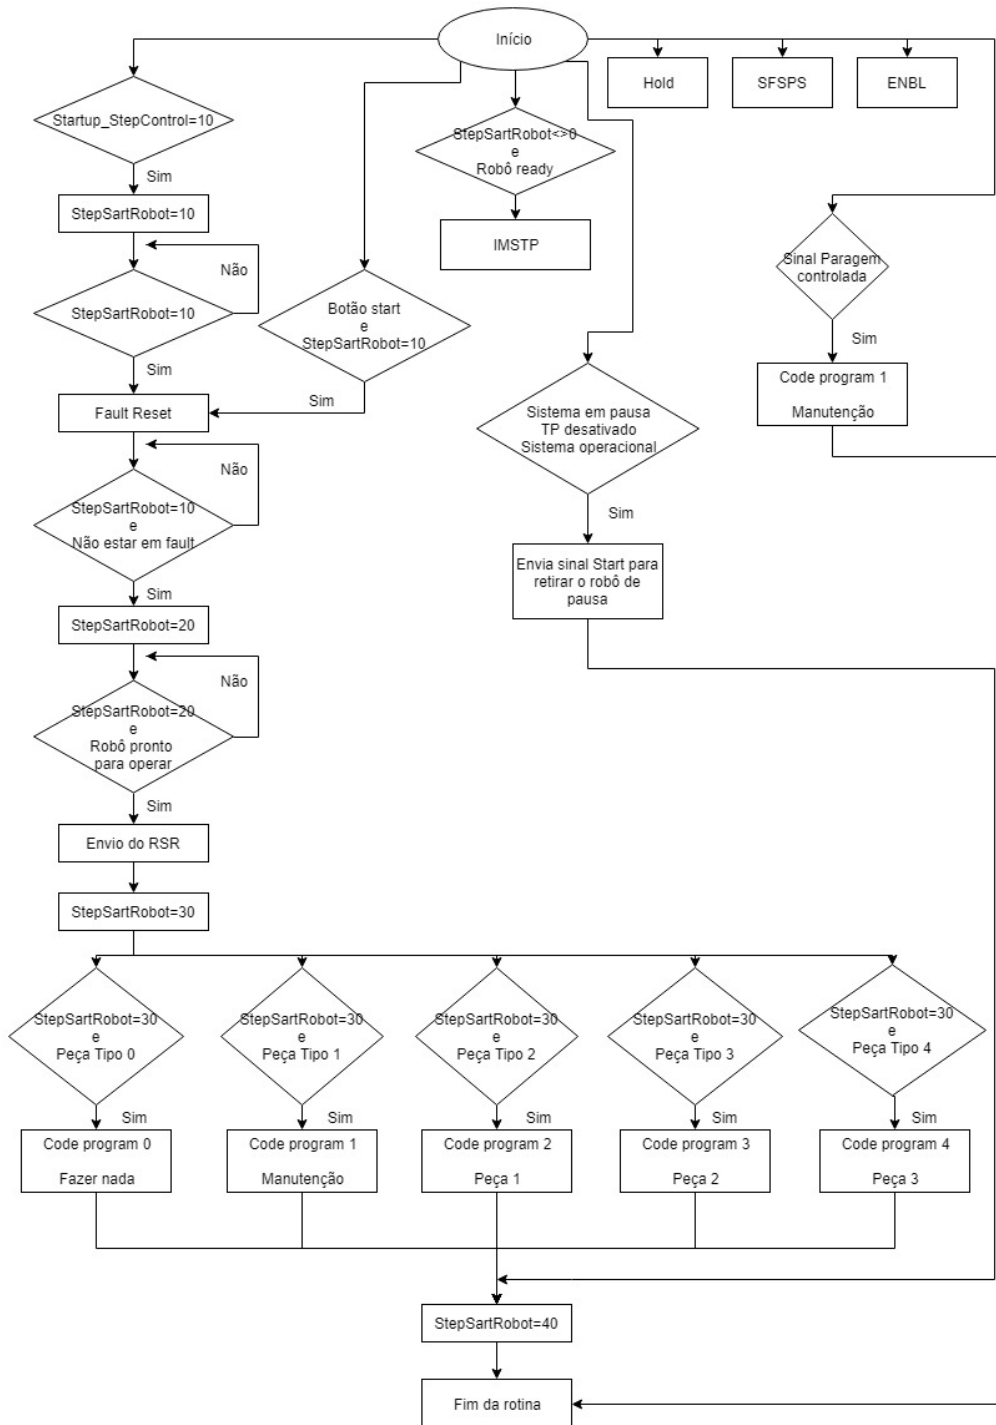 Início
Hold
SFSPS
ENBL
Startup_StepControl=10
StepSartRobot<>0
e
Robô ready
Sim
StepSartRobot=10
IMSTP
Não
Sinal Paragem
controlada
StepSartRobot=10
Botão start
e
StepSartRobot=10
Sim
Sim
Sim
Code program 1
Manutenção
Fault Reset
Sistema em pausa
TP desativado
Sistema operacional
Não
StepSartRobot=10
e
Não estar em fault
Sim
Sim
Envia sinal Start para
retirar o robô de
pausa
StepSartRobot=20
Não
StepSartRobot=20
e
Robô pronto
para operar
Sim
Envio do RSR
StepSartRobot=30
StepSartRobot=30
e
Peça Tipo 0
StepSartRobot=30
e
Peça Tipo 1
StepSartRobot=30
e
Peça Tipo 2
StepSartRobot=30
e
Peça Tipo 3
StepSartRobot=30
e
Peça Tipo 4
Sim
Sim
Sim
Sim
Sim
Code program 0
Fazer nada
Code program 1
Manutenção
Code program 2
Peça 1
Code program 3
Peça 2
Code program 4
Peça 3
StepSartRobot=40
Fim da rotina